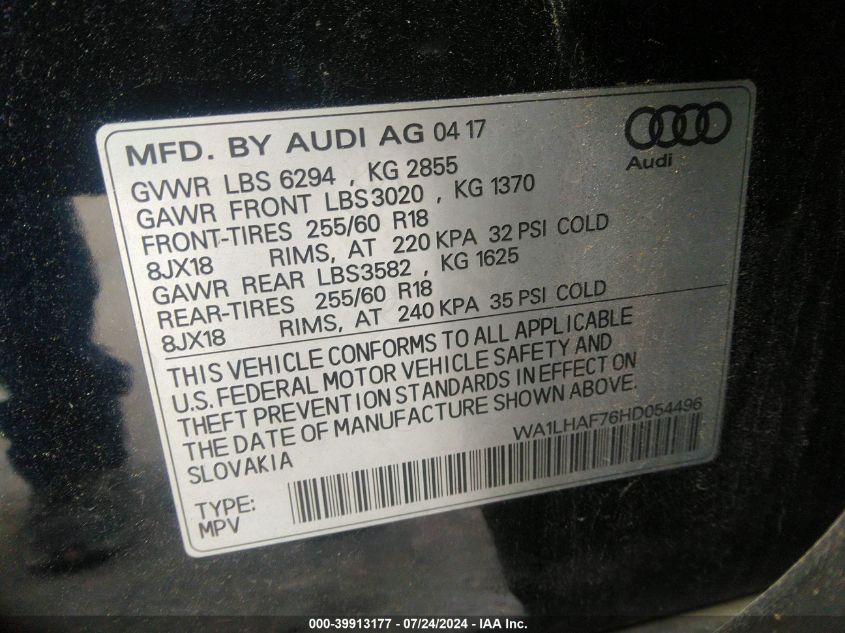 MFD. BY AUDI AG 04 17
Audi
GVWR LBS 6294 , KG 2855
GAWR FRONT LBS3020 , KG 1370
FRONT-TIRES 255/60 R18
8JX18 RIMS, AT 220 KPA 32 PSI COLD
GAWR REAR LBS3582 , KG 1625
REAR-TIRES 255/60 R18
8JX18 RIMS, AT 240 KPA 35 PSI COLD
THIS VEHICLE CONFORMS TO ALL APPLICABLE
U.S. FEDERAL MOTOR VEHICLE SAFETY AND
THEFT PREVENTION STANDARDS IN EFFECT ON
THE DATE OF MANUFACTURE SHOWN ABOVE.
SLOVAKIA
WA1LHAF76HD054496
TYPE:
MPV
000-39913177 - 07/24/2024 - IAA Inc.